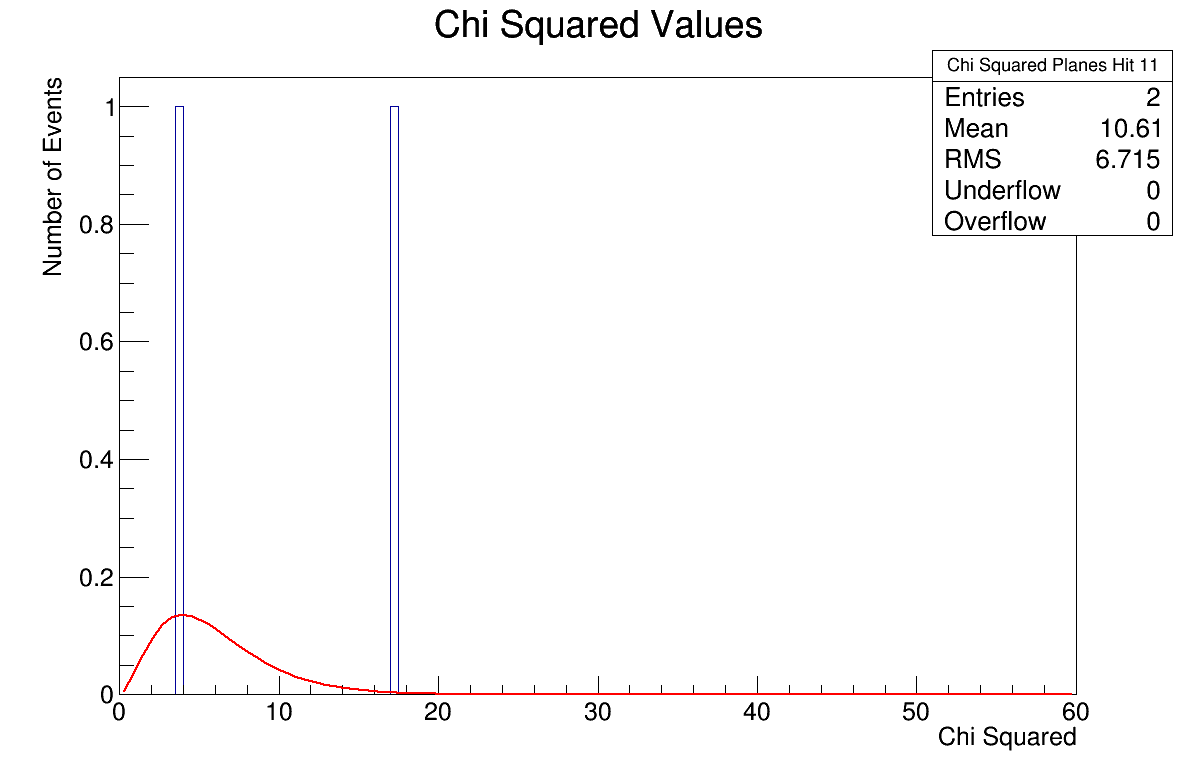 Chi Squared Values
Chi Squared Planes Hit 11
Entries 2
Mean 10.61
RMS 6.715
Underflow 0
Overflow 0
Number of Events
1
0.8
0.6
0.4
0.2
0
0 10 20 30 40 50 60
Chi Squared